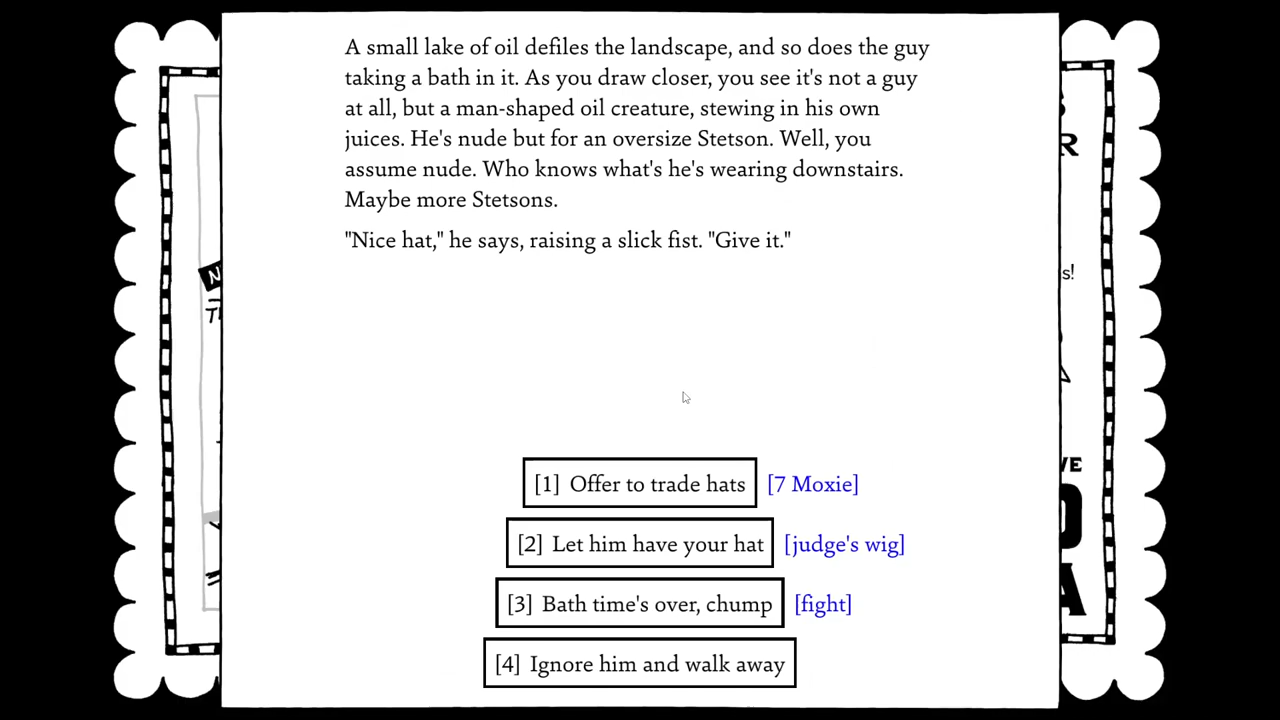 A small lake of oil defiles the landscape, and so does the guy
taking a bath in it. As you draw closer, you see it's not a guy
at all, but a man-shaped oil creature, stewing in his own
juices. He's nude but for an oversize Stetson. Well, you
assume nude. Who knows what's he's wearing downstairs.
Maybe more Stetsons.
"Nice hat," he says, raising a slick fist. "Give it."
[1] Offer to trade hats [7 Moxie]
[2] Let him have your hat [judge's wig]
[3] Bath time's over, chump [fight]
[4] Ignore him and walk away